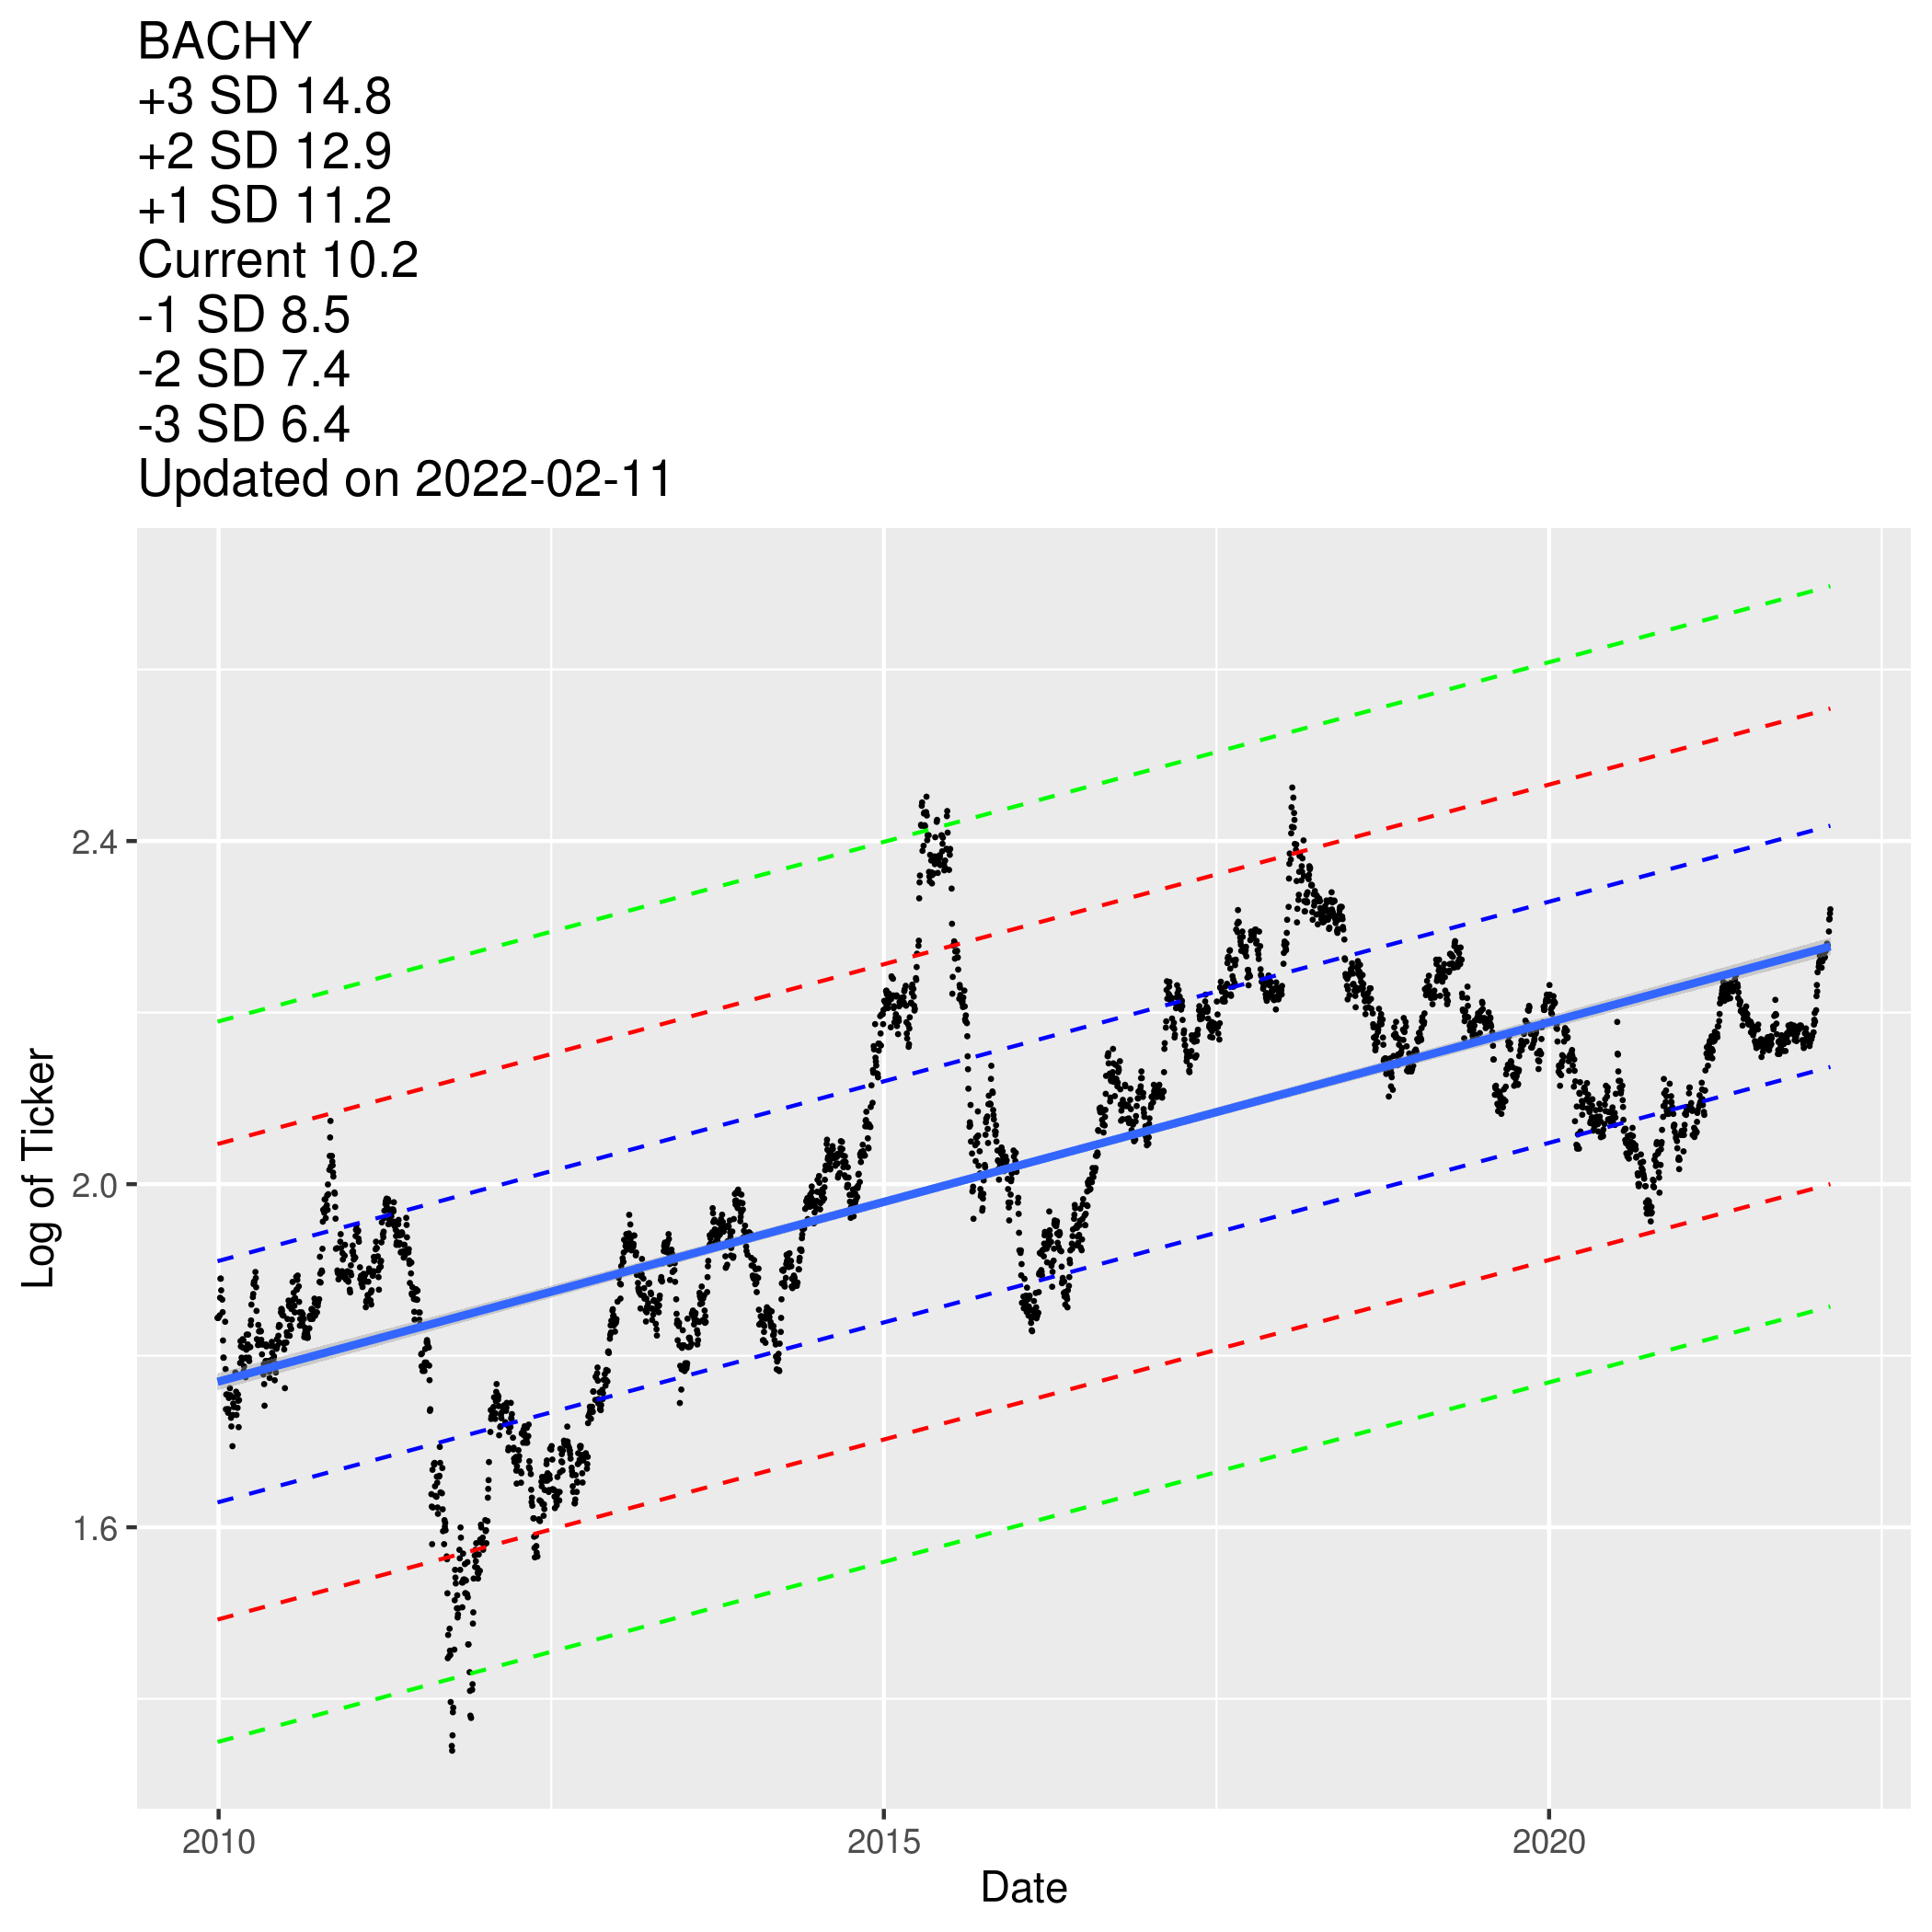 BACHY
+3 SD 14.8
+2 SD 12.9
+1 SD 11.2
Current 10.2
-1 SD 8.5
-2 SD 7.4
-3 SD 6.4
Updated on 2022-02-11
2.4
2.0
1.6
Log of Ticker
2010 2015 2020
Date